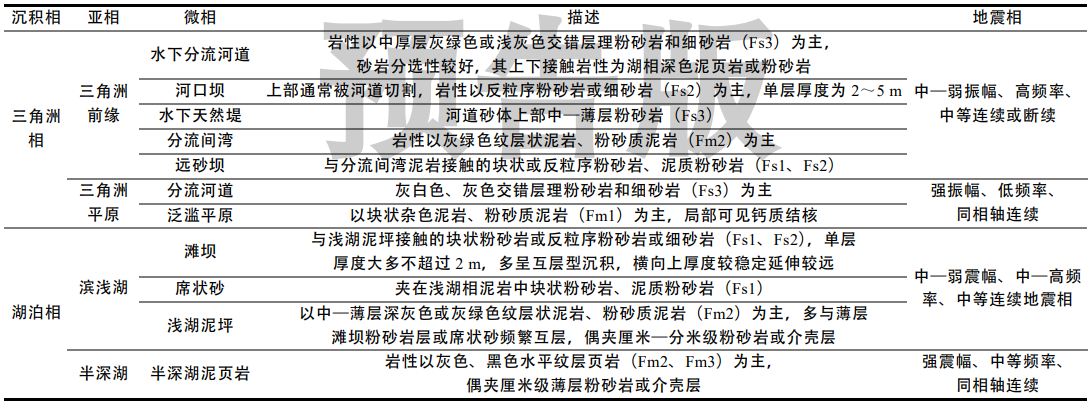 沉积相 亚相 微相 描述 地震相
三角洲相
三角洲前缘
水下分流河道
岩性以中厚层灰绿色或浅灰色交错层理粉砂岩和细砂岩（Fs3）为主，
砂岩分选性较好，其上下接触岩性为湖相深色泥页岩或粉砂岩
河口坝 上部通常被河道切割，岩性以反粒序粉砂岩或细砂岩（Fs2）为主，单层厚度为 2～5 m
水下天然堤 河道砂体上部中—薄层粉砂岩（Fs3）
分流间湾 岩性以灰绿色纹层状泥岩、粉砂质泥岩（Fm2）为主
远砂坝 与分流间湾泥岩接触的块状或反粒序粉砂岩、泥质粉砂岩（Fs1、Fs2）
中—弱振幅、高频率、
中等连续或断续
三角洲平原
分流河道 灰白色、灰色交错层理粉砂岩和细砂岩（Fs3）为主
泛滥平原 以块状杂色泥岩、粉砂质泥岩（Fm1）为主，局部可见钙质结核
强振幅、低频率、
同相轴连续
湖泊相
滨浅湖
滩坝
与浅湖泥坪接触的块状粉砂岩或反粒序粉砂岩或细砂岩（Fs1、Fs2），单层
厚度大多不超过 2 m，多呈互层型沉积，横向上厚度较稳定延伸较远
席状砂 夹在浅湖相泥岩中块状粉砂岩、泥质粉砂岩（Fs1）
浅湖泥坪
以中—薄层深灰色或灰绿色纹层状泥岩、粉砂质泥岩（Fm2）为主，多与薄层
滩坝粉砂岩层或席状砂频繁互层，偶夹厘米—分米级粉砂岩或介壳层
中—弱震幅、中—高频
率、中等连续地震相
半深湖 半深湖泥页岩
岩性以灰色、黑色水平纹层页岩（Fm2、Fm3）为主，
偶夹厘米级薄层粉砂岩或介壳层
强震幅、中等频率、
同相轴连续
预告版